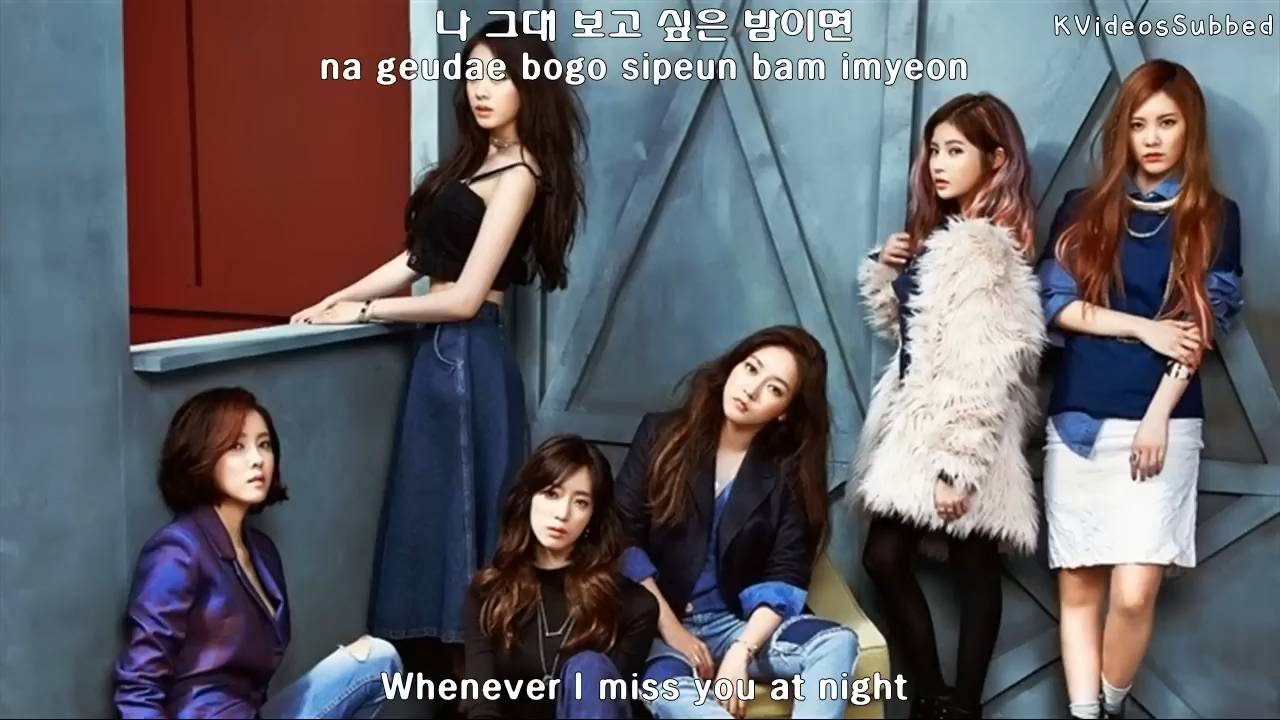 나 그대 보고 싶은 밤이면
KVideosSubbed
na geudae bogo sipeun bam imyeon
Whenever I miss you at night